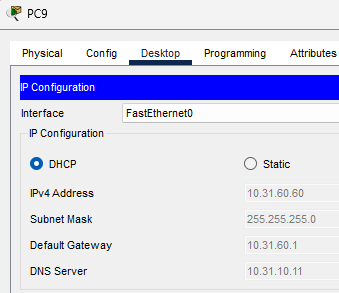 PC9
Physical Config Desktop Programming Attributes
IP Configuration
Interface FastEthernet0
IP Configuration
DHCP Static
IPv4 Address 10.31.60.60
Subnet Mask 255.255.255.0
Default Gateway 10.31.60.1
DNS Server 10.31.10.11